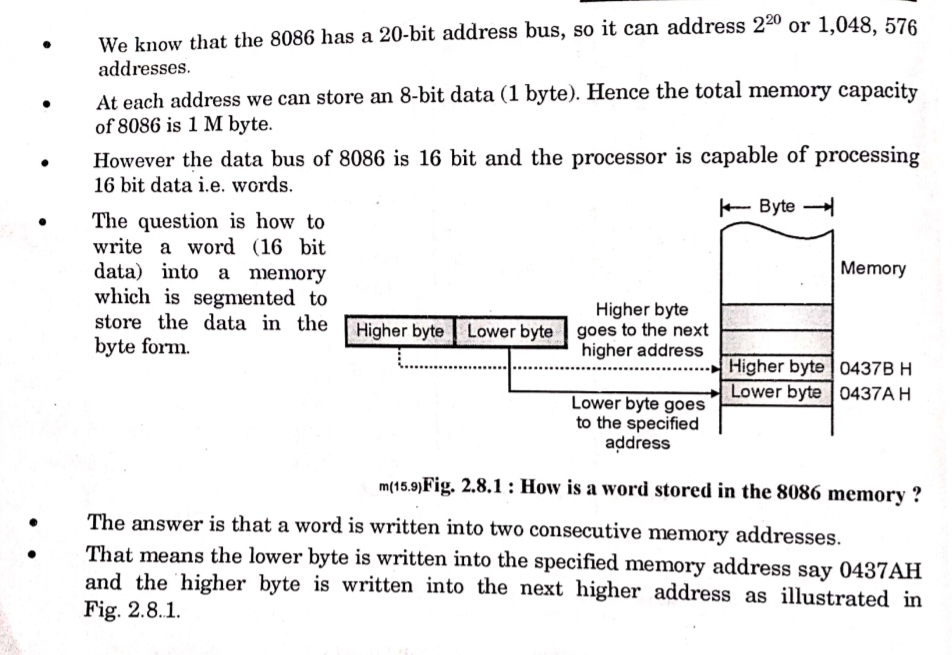 • We know that the 8086 has a 20-bit address bus, so it can address 2²⁰ or 1,048, 576
addresses.
• At each address we can store an 8-bit data (1 byte). Hence the total memory capacity
of 8086 is 1 M byte.
• However the data bus of 8086 is 16 bit and the processor is capable of processing
16 bit data i.e. words.
• The question is how to
write a word (16 bit
data) into a memory
which is segmented to
store the data in the
byte form.
Byte
Memory
Higher byte
goes to the next
higher address
Higher byte Lower byte
Higher byte 0437B H
Lower byte 0437A H
Lower byte goes
to the specified
address
m(15.9)Fig. 2.8.1 : How is a word stored in the 8086 memory ?
• The answer is that a word is written into two consecutive memory addresses.
• That means the lower byte is written into the specified memory address say 0437AH
and the higher byte is written into the next higher address as illustrated in
Fig. 2.8.1.